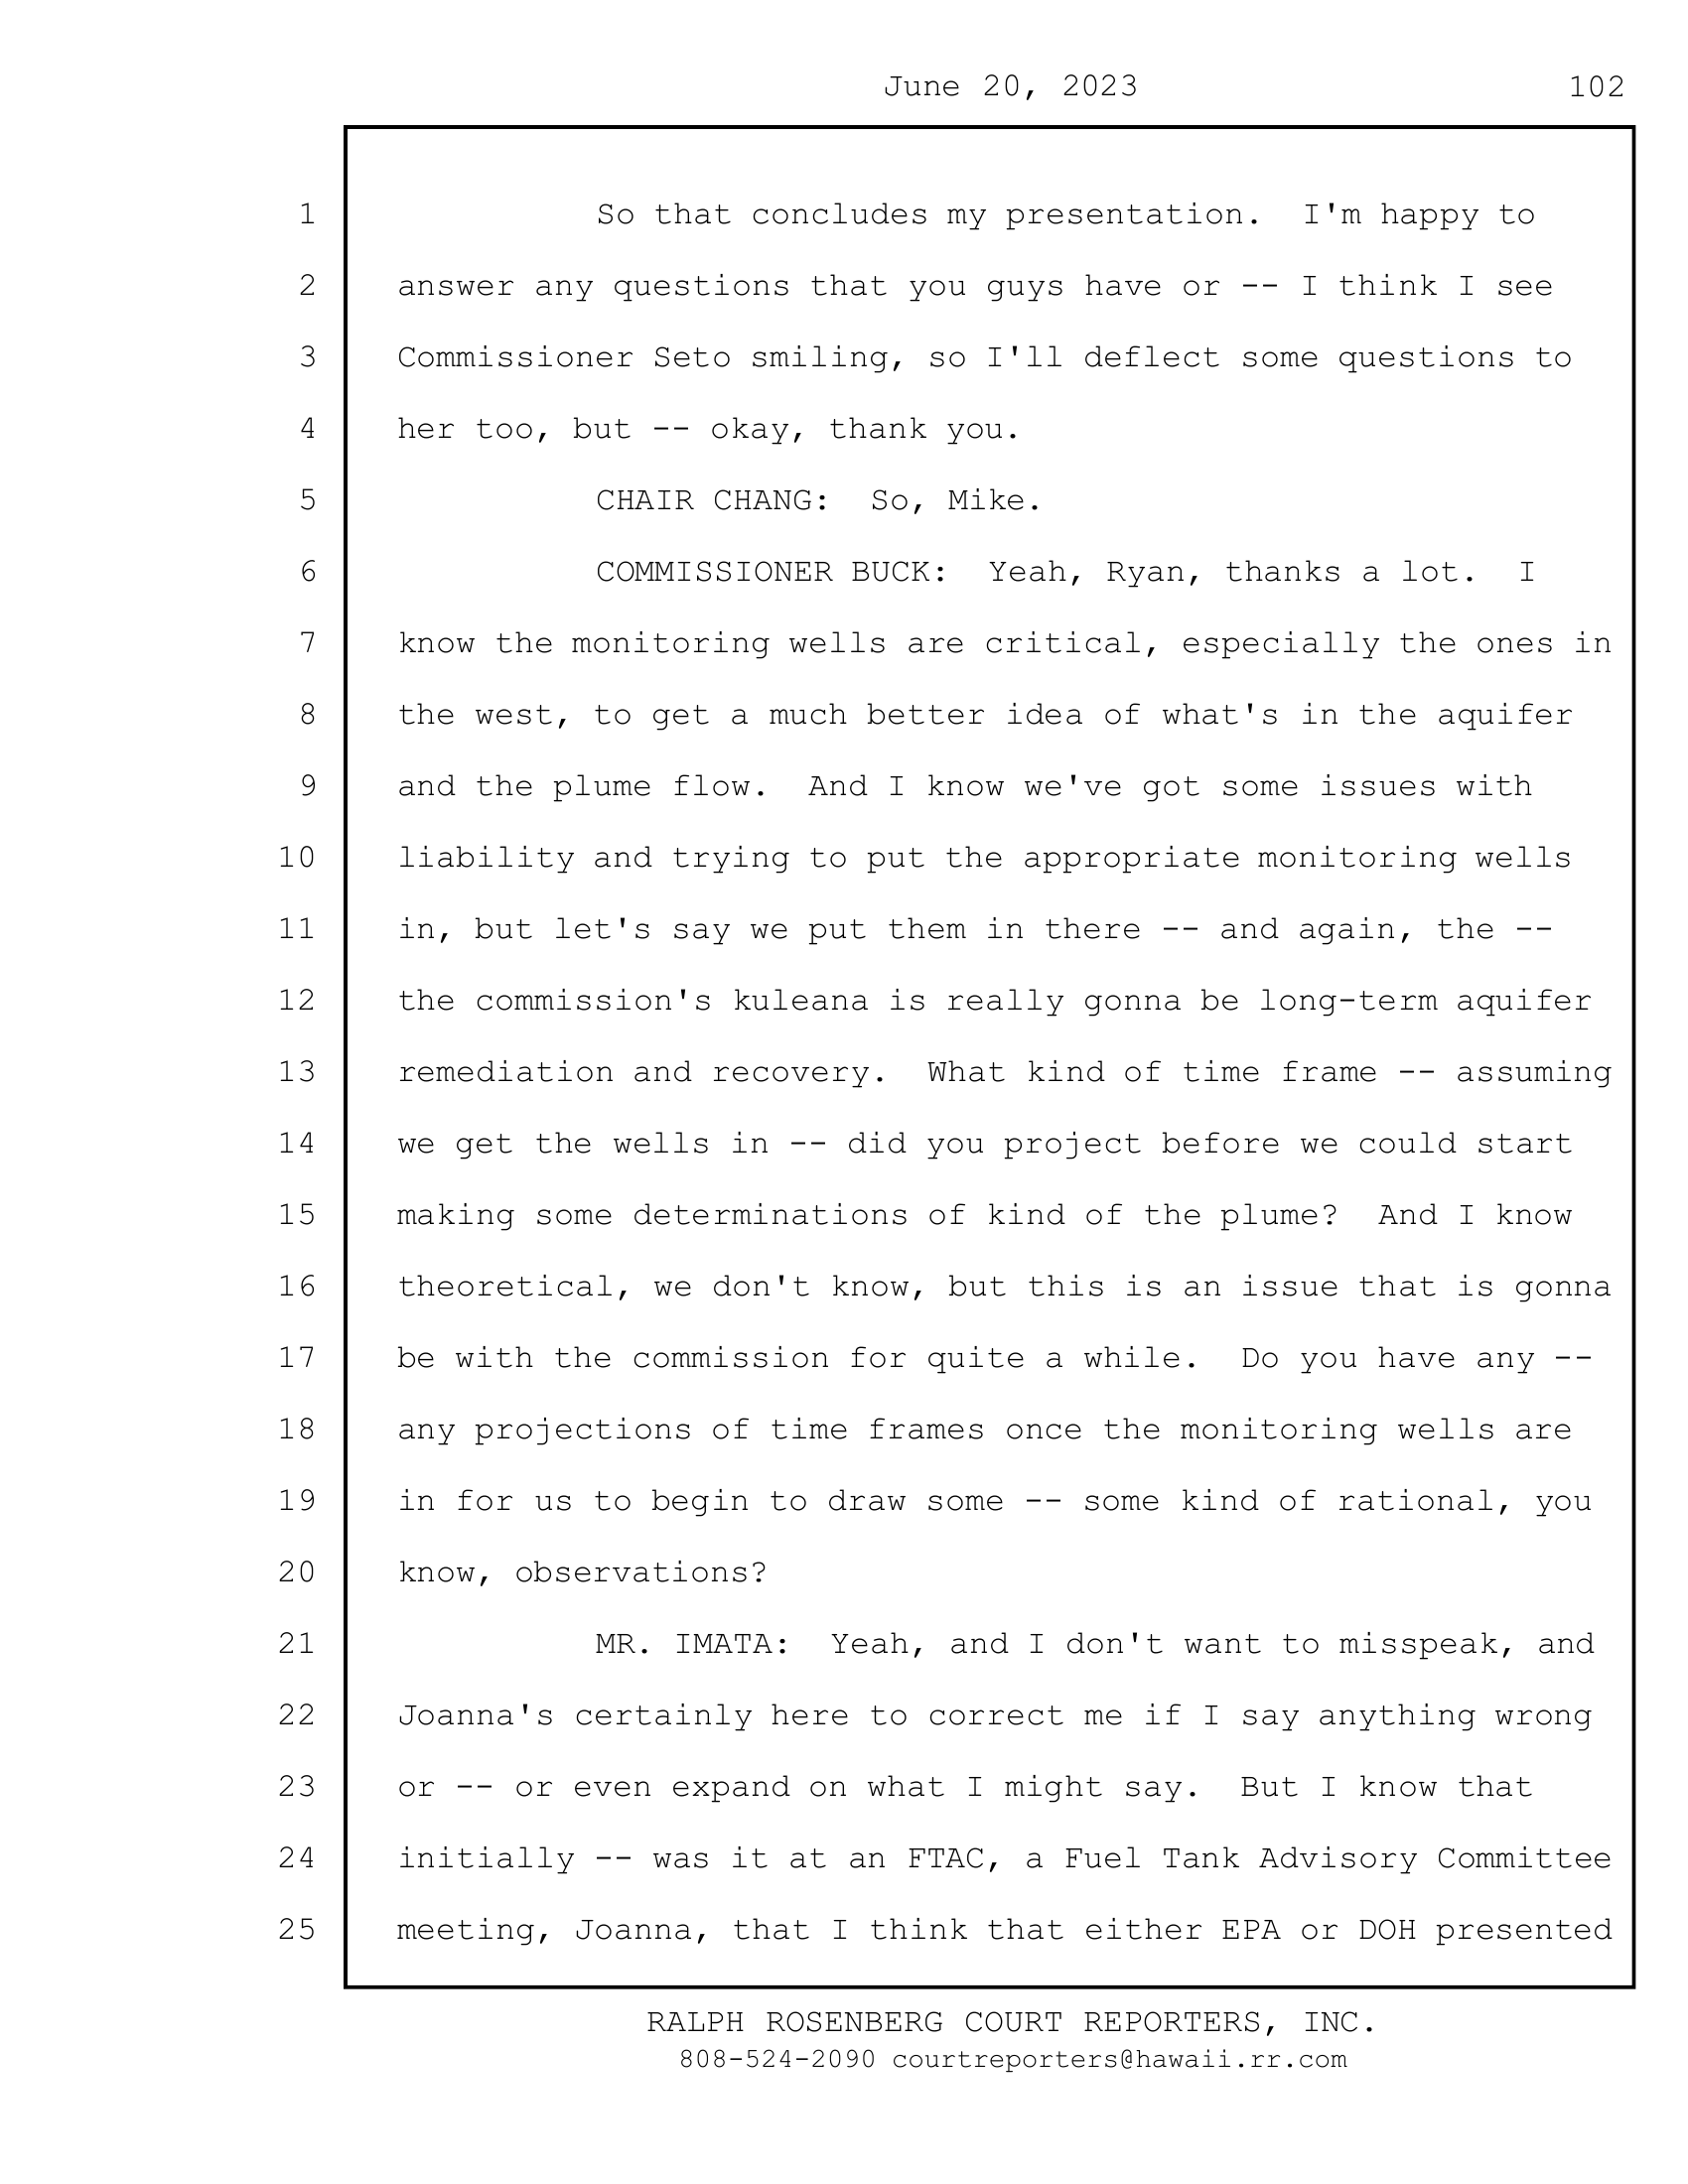 June 20, 2023 102
1 So that concludes my presentation.  I'm happy to
2 answer any questions that you guys have or -- I think I see
3 Commissioner Seto smiling, so I'll deflect some questions to
4 her too, but -- okay, thank you.
5 CHAIR CHANG:  So, Mike.
6 COMMISSIONER BUCK:  Yeah, Ryan, thanks a lot.  I
7 know the monitoring wells are critical, especially the ones in
8 the west, to get a much better idea of what's in the aquifer
9 and the plume flow.  And I know we've got some issues with
10 liability and trying to put the appropriate monitoring wells
11 in, but let's say we put them in there -- and again, the --
12 the commission's kuleana is really gonna be long-term aquifer
13 remediation and recovery.  What kind of time frame -- assuming
14 we get the wells in -- did you project before we could start
15 making some determinations of kind of the plume?  And I know
16 theoretical, we don't know, but this is an issue that is gonna
17 be with the commission for quite a while.  Do you have any --
18 any projections of time frames once the monitoring wells are
19 in for us to begin to draw some -- some kind of rational, you
20 know, observations?
21 MR. IMATA:  Yeah, and I don't want to misspeak, and
22 Joanna's certainly here to correct me if I say anything wrong
23 or -- or even expand on what I might say.  But I know that
24 initially -- was it at an FTAC, a Fuel Tank Advisory Committee
25 meeting, Joanna, that I think that either EPA or DOH presented
RALPH ROSENBERG COURT REPORTERS, INC.
808-524-2090 courtreporters@hawaii.rr.com